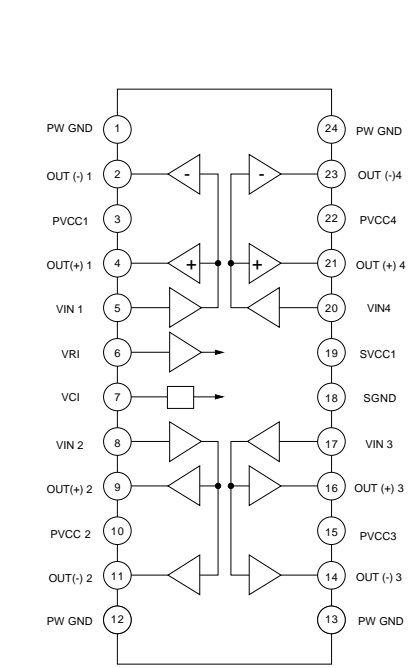 PW GND 1 24 PW GND
OUT (-) 1 2 - - 23 OUT (-)4
PVCC1 3 22 PVCC4
OUT(+) 1 4 + + 21 OUT (+) 4
VIN 1 5 20 VIN4
VRI 6 19 SVCC1
VCI 7 18 SGND
VIN 2 8 17 VIN 3
OUT(+) 2 9 16 OUT (+) 3
PVCC 2 10 15 PVCC3
OUT(-) 2 11 14 OUT (-) 3
PW GND 12 13 PW GND